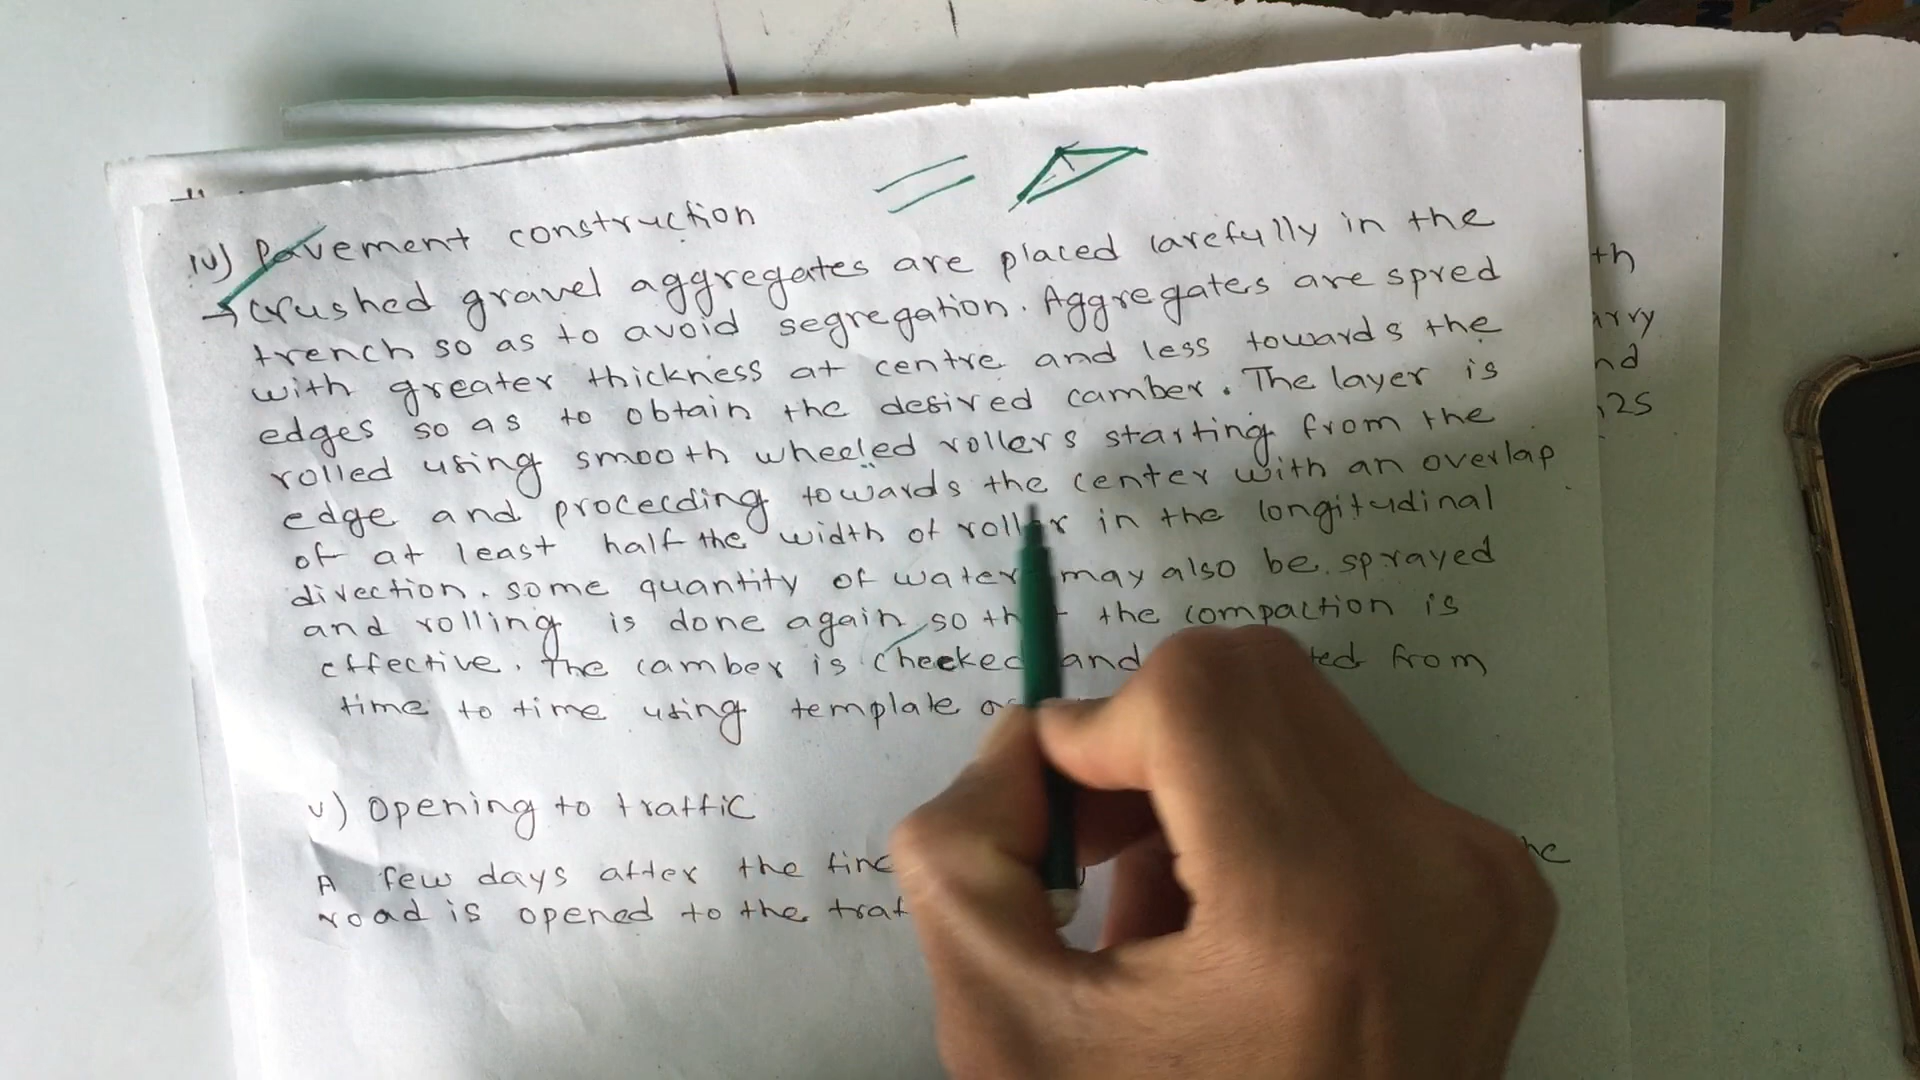 iv) Pavement construction
→ crushed gravel aggregates are placed carefully in the
trench so as to avoid segregation. Aggregates are spred
with greater thickness at centre and less towards the
edges so as to obtain the desired camber. The layer is
rolled using smooth wheeled rollers starting from the
edge and proceeding towards the center with an overlap
of at least half the width of roller in the longitudinal
direction. some quantity of water may also be sprayed
and rolling is done again so the compaction is
effective. The camber is checked and from
time to time using template
v) opening to traffic
A few days after the
road is opened to the
th
nd